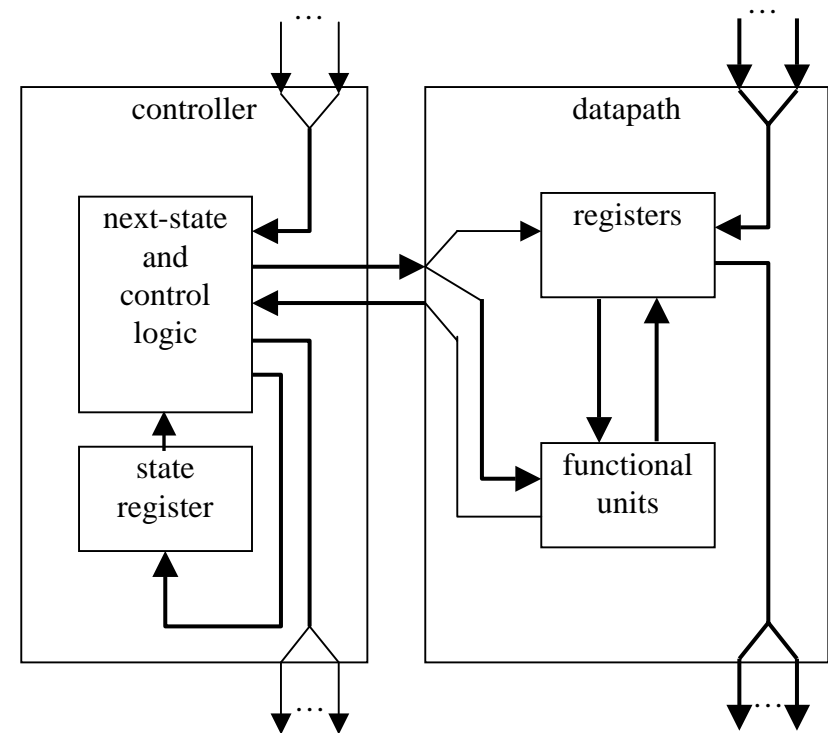 ... ...
controller datapath
next-state
and
control
logic
registers
state
register
functional
units
... ...